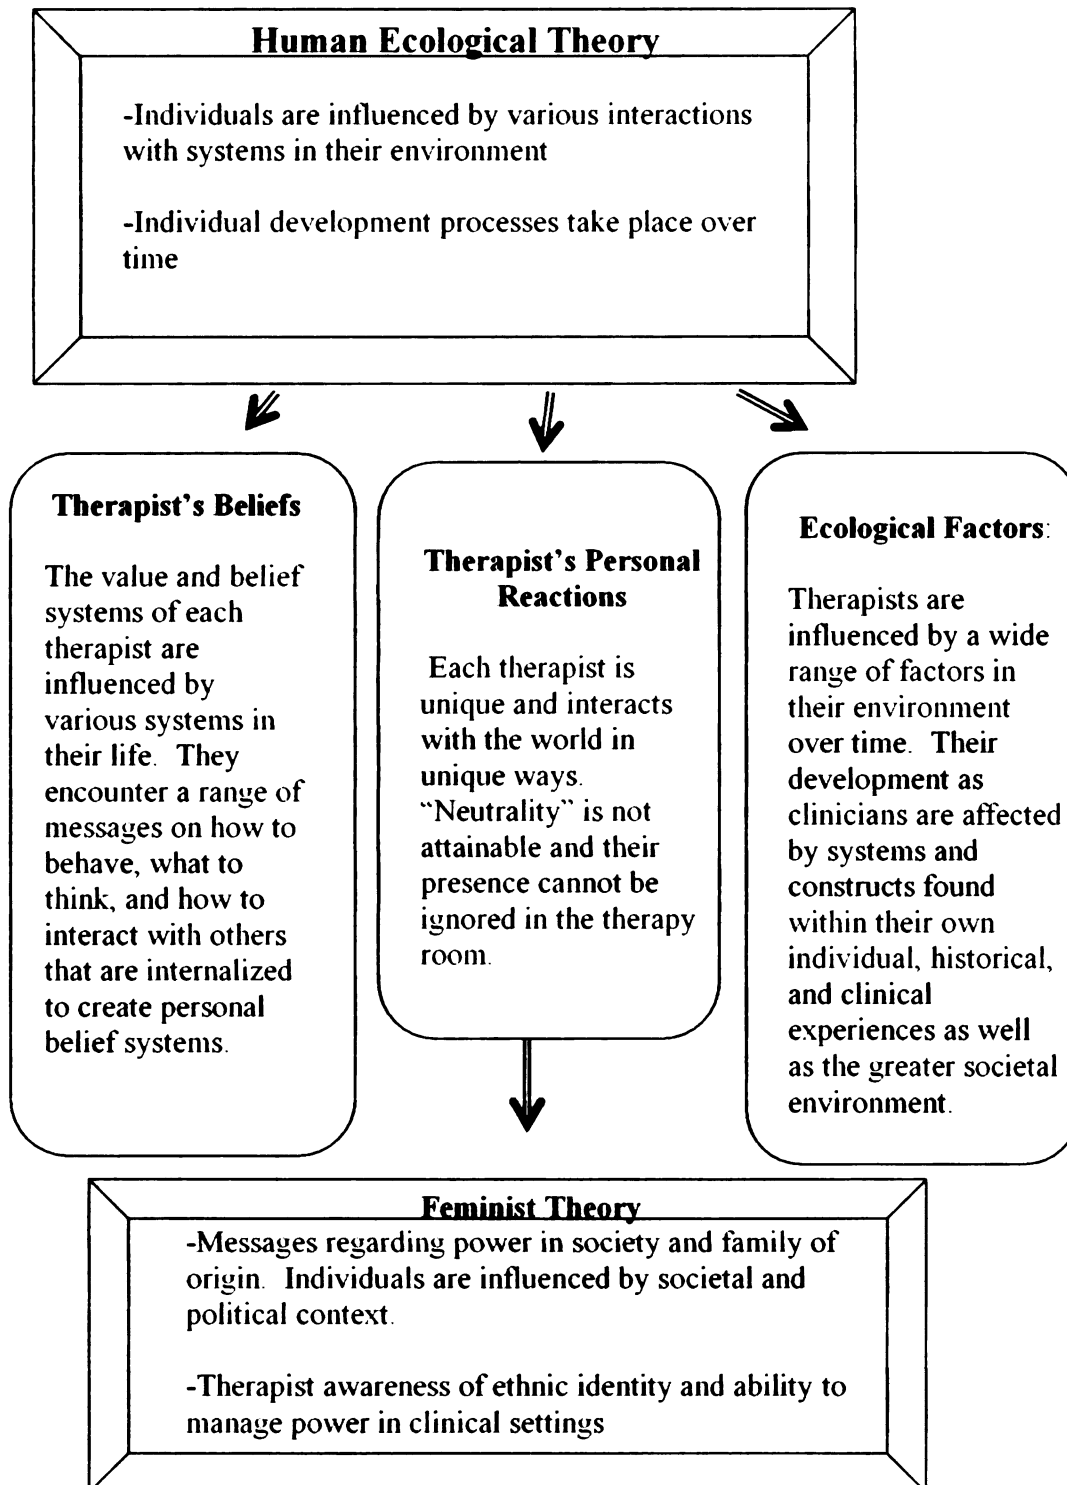 Human Ecological Theory
-Individuals are influenced by various interactions
with systems in their environment
-Individual development processes take place over
time
Therapist's Beliefs
The value and belief
systems of each
therapist are
influenced by
various systems in
their life. They
encounter a range of
messages on how to
behave, what to
think, and how to
interact with others
that are internalized
to create personal
belief systems.
Therapist's Personal
Reactions
Each therapist is
unique and interacts
with the world in
unique ways.
“Neutrality” is not
attainable and their
presence cannot be
ignored in the therapy
room.
Ecological Factors:
Therapists are
influenced by a wide
range of factors in
their environment
over time. Their
development as
clinicians are affected
by systems and
constructs found
within their own
individual, historical,
and clinical
experiences as well
as the greater societal
environment.
Feminist Theory
-Messages regarding power in society and family of
origin. Individuals are influenced by societal and
political context.
-Therapist awareness of ethnic identity and ability to
manage power in clinical settings